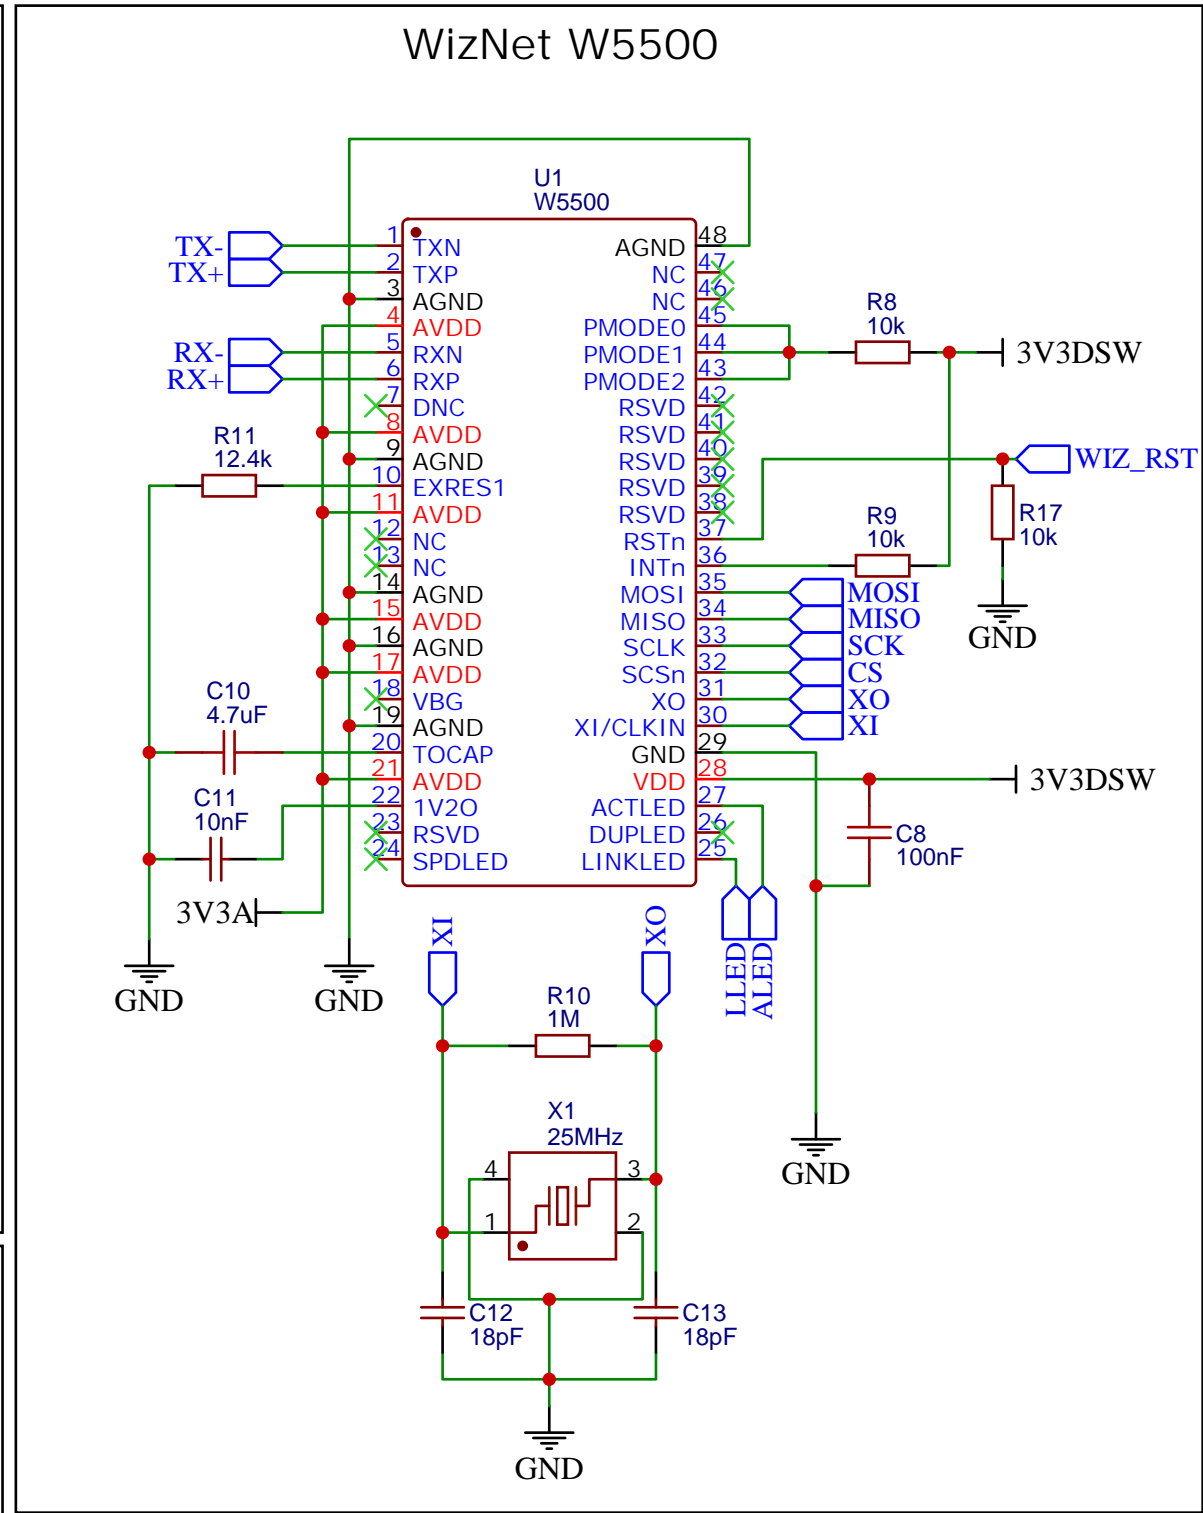 WizNet W5500
U1
W5500
TX-
TX+
RX-
RX+
1 TXN
2 TXP
3 AGND
4 AVDD
5 RXN
6 RXP
7 DNC
8 AVDD
9 AGND
10 EXRES1
11 AVDD
12 NC
13 NC
14 AGND
15 AVDD
16 AGND
17 AVDD
18 VBG
19 AGND
20 TOCAP
21 AVDD
22 1V2O
23 RSVD
24 SPDLED
AGND 48
NC 47
NC 46
PMODE0 45
PMODE1 44
PMODE2 43
RSVD 42
RSVD 41
RSVD 40
RSVD 39
RSVD 38
RSTn 37
INTn 36
MOSI 35
MISO 34
SCLK 33
SCSn 32
XO 31
XI/CLKIN 30
GND 29
VDD 28
ACTLED 27
DUPLED 26
LINKLED 25
R8
10k
3V3DSW
WIZ_RST
R17
10k
GND
R9
10k
MOSI
MISO
SCK
CS
XO
XI
3V3DSW
C8
100nF
GND
R11
12.4k
C10
4.7uF
C11
10nF
3V3A
GND
GND
LLED
ALED
XI
XO
R10
1M
X1
25MHz
4
3
1
2
C12
18pF
C13
18pF
GND